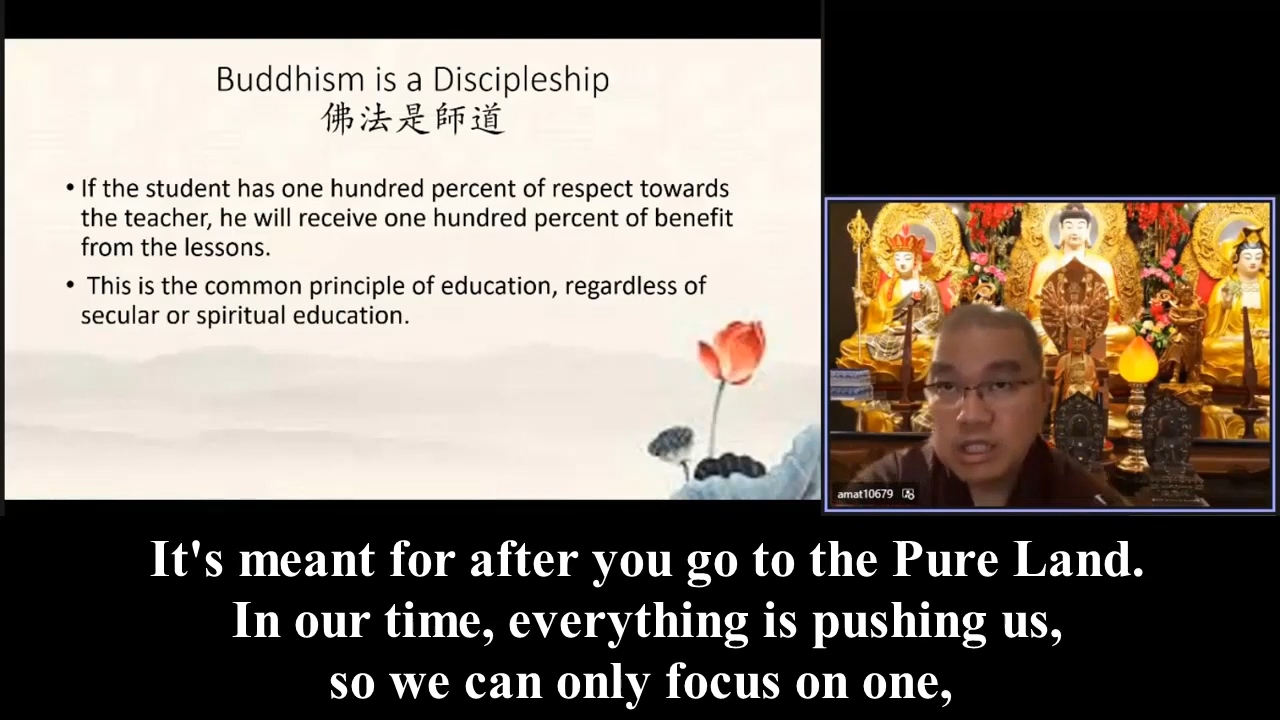 Buddhism is a Discipleship
佛法是師道
• If the student has one hundred percent of respect towards
the teacher, he will receive one hundred percent of benefit
from the lessons.
• This is the common principle of education, regardless of
secular or spiritual education.
amat10679
It's meant for after you go to the Pure Land.
In our time, everything is pushing us,
so we can only focus on one,